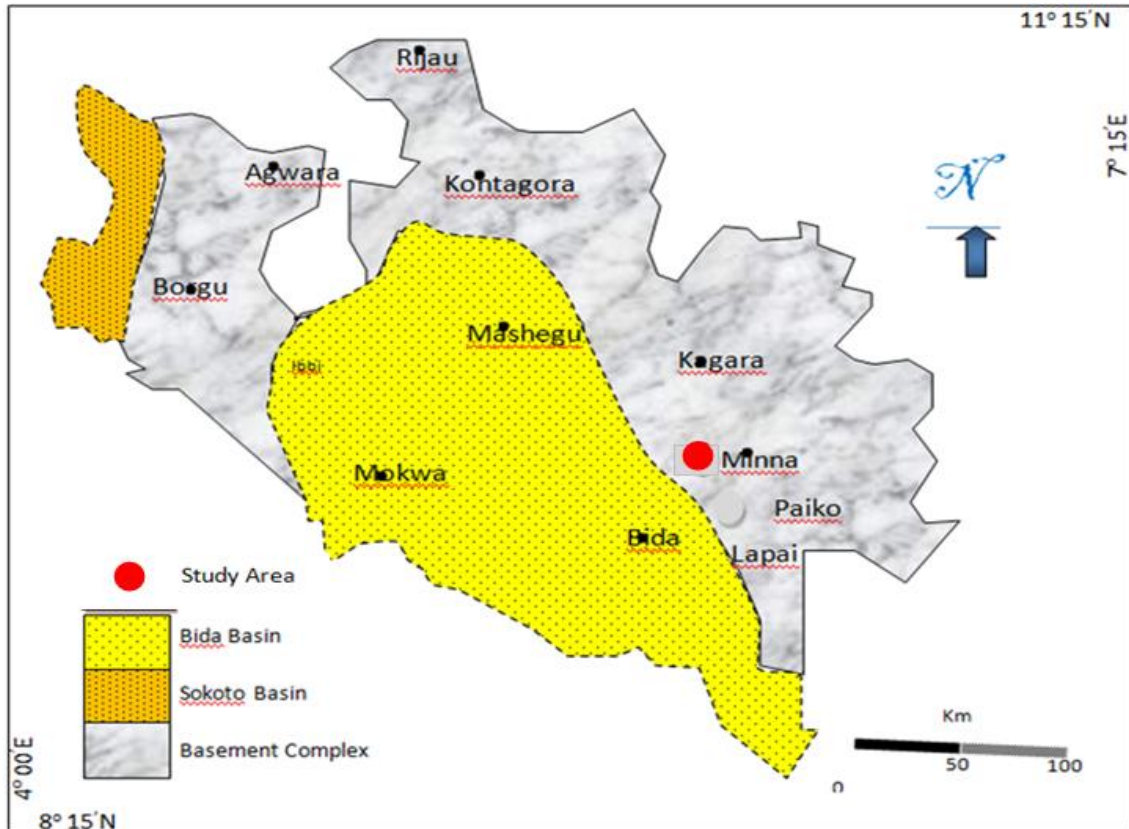 11° 15′N
Rijau
7° 15′E
N
Agwara
Kontagora
Borgu
Mashegu
Ibbi
Kagara
Minna
Mokwa
Paiko
Bida
Lapai
Study Area
Bida Basin
Sokoto Basin
Basement Complex
Km
0
50
100
4° 00′E
8° 15′N